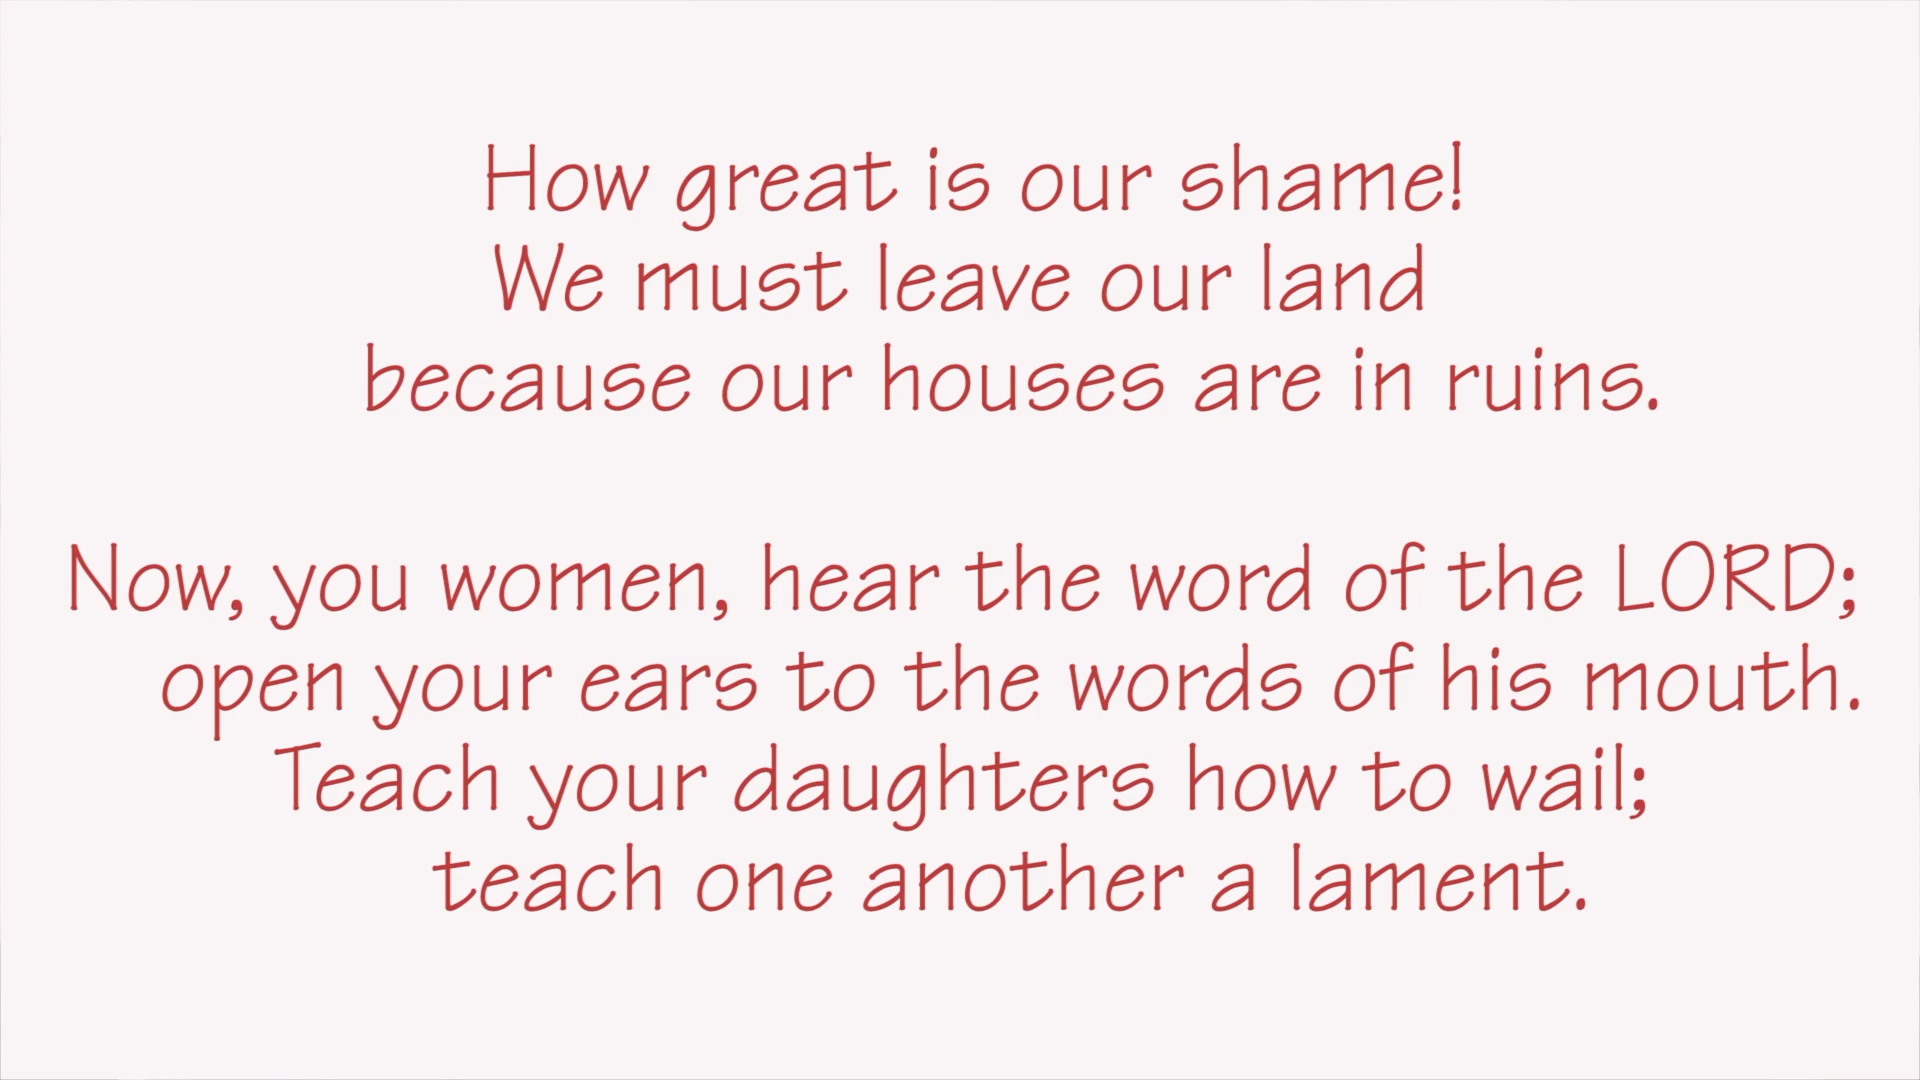 How great is our shame!
We must leave our land
because our houses are in ruins.
Now, you women, hear the word of the LORD;
open your ears to the words of his mouth.
Teach your daughters how to wail;
teach one another a lament.